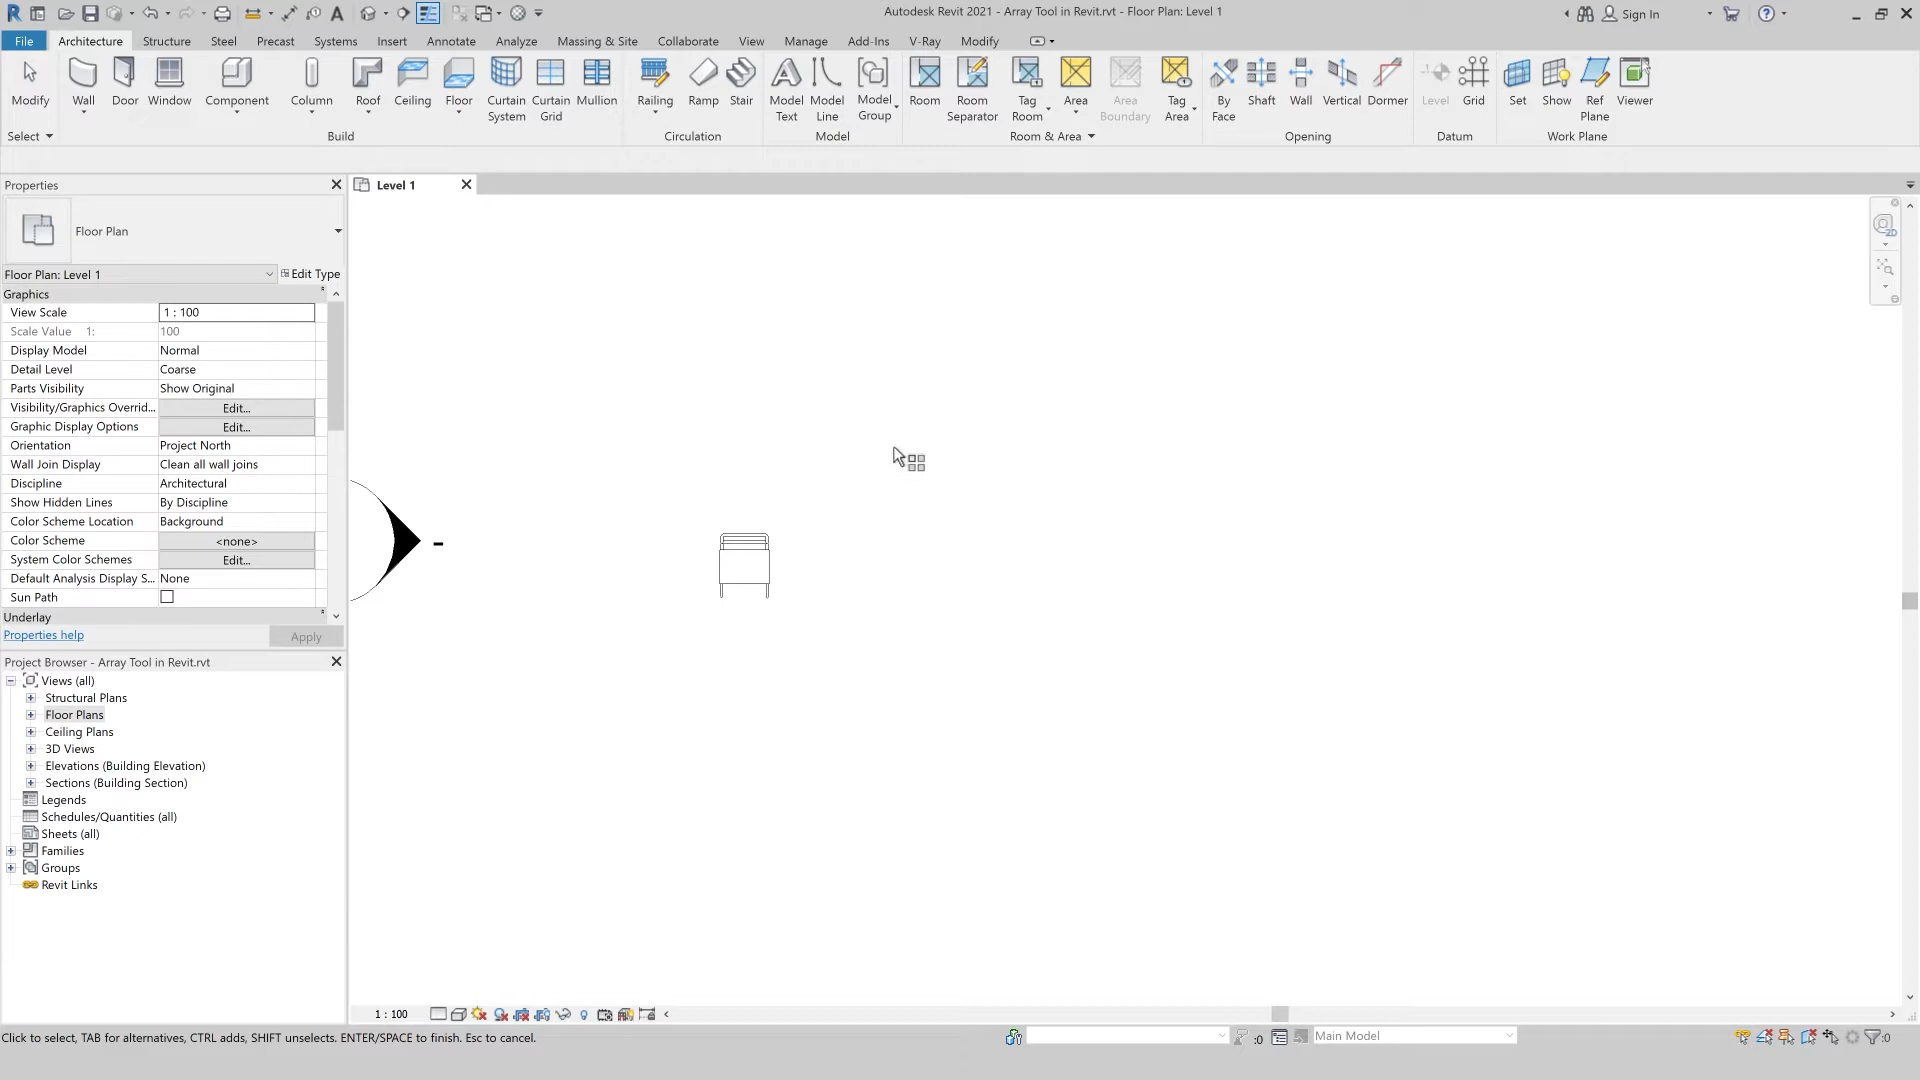 Autodesk Revit 2021 - Array Tool in Revit.rvt - Floor Plan: Level 1
Sign In
File Architecture Structure Steel Precast Systems Insert Annotate Analyze Massing & Site Collaborate View Manage Add-Ins V-Ray Modify
Modify
Wall
Door
Window
Component
Column
Roof
Ceiling
Floor
Curtain System
Curtain Grid
Mullion
Railing
Ramp
Stair
Model Text
Model Line
Model Group
Room
Room Separator
Tag Room
Area
Area Boundary
Tag Area
By Face
Shaft
Wall
Vertical
Dormer
Level
Grid
Set
Show
Ref Plane
Viewer
Select
Build
Circulation
Model
Room & Area
Opening
Datum
Work Plane
Properties
Level 1
Floor Plan
Floor Plan: Level 1
Edit Type
Graphics
View Scale 1 : 100
Scale Value 1: 100
Display Model Normal
Detail Level Coarse
Parts Visibility Show Original
Visibility/Graphics Overrid... Edit...
Graphic Display Options Edit...
Orientation Project North
Wall Join Display Clean all wall joins
Discipline Architectural
Show Hidden Lines By Discipline
Color Scheme Location Background
Color Scheme <none>
System Color Schemes Edit...
Default Analysis Display S... None
Sun Path
Underlay
Properties help
Apply
Project Browser - Array Tool in Revit.rvt
Views (all)
Structural Plans
Floor Plans
Ceiling Plans
3D Views
Elevations (Building Elevation)
Sections (Building Section)
Legends
Schedules/Quantities (all)
Sheets (all)
Families
Groups
Revit Links
2D
1 : 100
Click to select, TAB for alternatives, CTRL adds, SHIFT unselects. ENTER/SPACE to finish. Esc to cancel.
:0
Main Model
:0